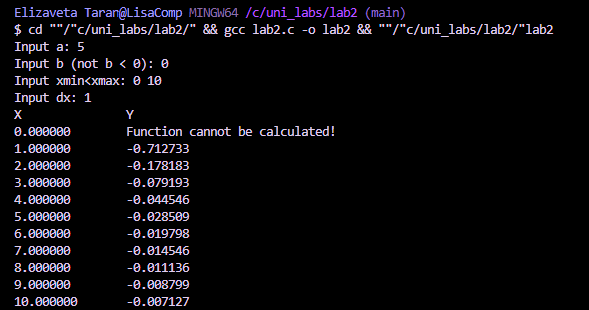 Elizaveta Taran@LisaComp MINGW64 /c/uni_labs/lab2 (main)
$ cd ""/"c/uni_labs/lab2/" && gcc lab2.c -o lab2 && ""/"c/uni_labs/lab2/"lab2
Input a: 5
Input b (not b < 0): 0
Input xmin<xmax: 0 10
Input dx: 1
X Y
0.000000 Function cannot be calculated!
1.000000 -0.712733
2.000000 -0.178183
3.000000 -0.079193
4.000000 -0.044546
5.000000 -0.028509
6.000000 -0.019798
7.000000 -0.014546
8.000000 -0.011136
9.000000 -0.008799
10.000000 -0.007127